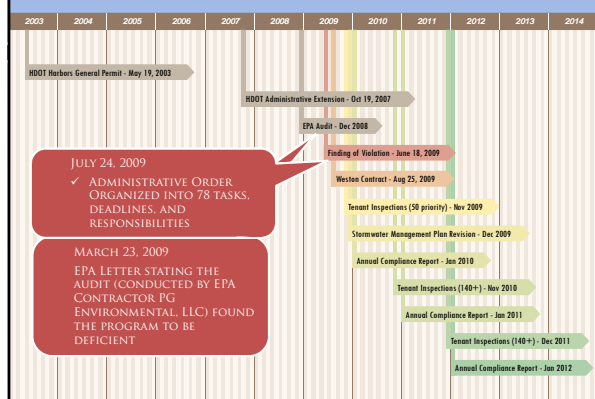 2003 2004 2005 2006 2007 2008 2009 2010 2011 2012 2013 2014
HDOT Harbors General Permit - May 19, 2003
HDOT Administrative Extension - Oct 19, 2007
EPA Audit - Dec 2008
Finding of Violation - June 18, 2009
Weston Contract - Aug 25, 2009
Tenant Inspections (50 priority) - Nov 2009
Stormwater Management Plan Revision - Dec 2009
Annual Compliance Report - Jan 2010
Tenant Inspections (140+) - Nov 2010
Annual Compliance Report - Jan 2011
Tenant Inspections (140+) - Dec 2011
Annual Compliance Report - Jan 2012
July 24, 2009
✓ Administrative Order
Organized into 78 tasks,
deadlines, and
responsibilities
March 23, 2009
EPA Letter stating the
audit (conducted by EPA
Contractor PG
Environmental, LLC) found
the program to be
deficient